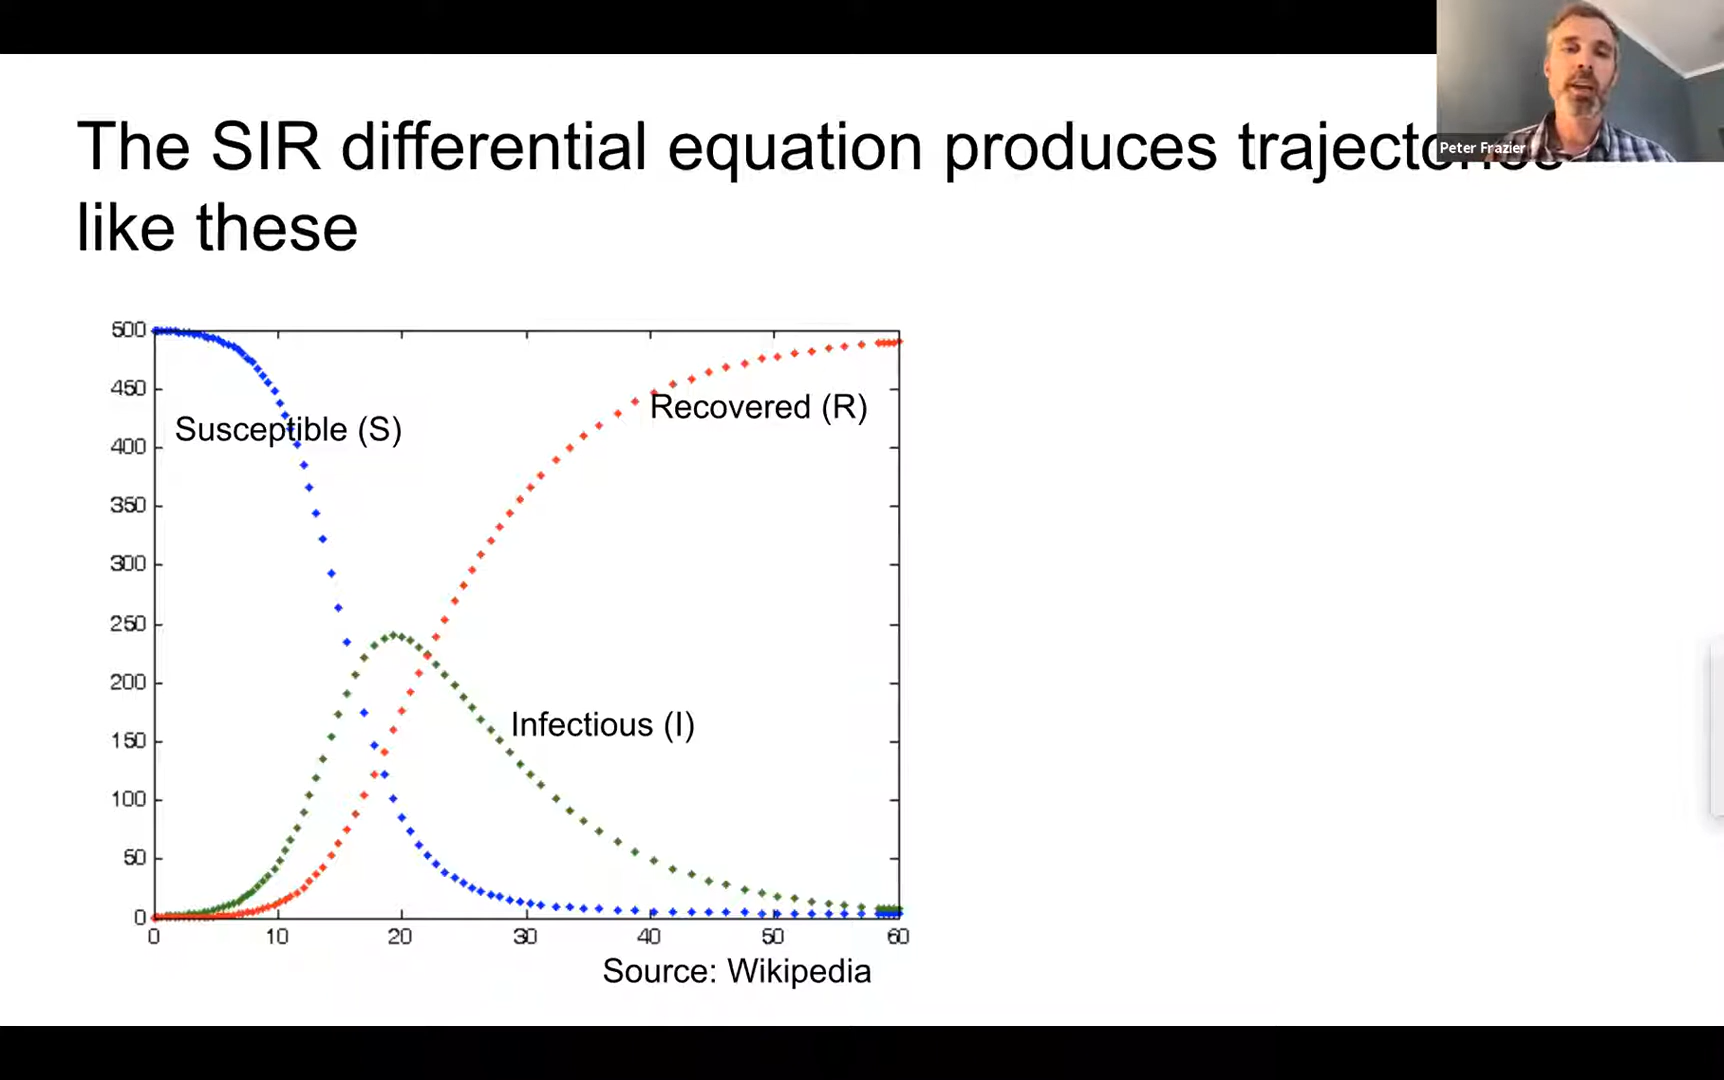 The SIR differential equation produces
like these
Peter Frazier
500
450
400
350
300
250
200
150
100
50
0
0 10 20 30 40 50 60
Susceptible (S)
Recovered (R)
Infectious (I)
Source: Wikipedia